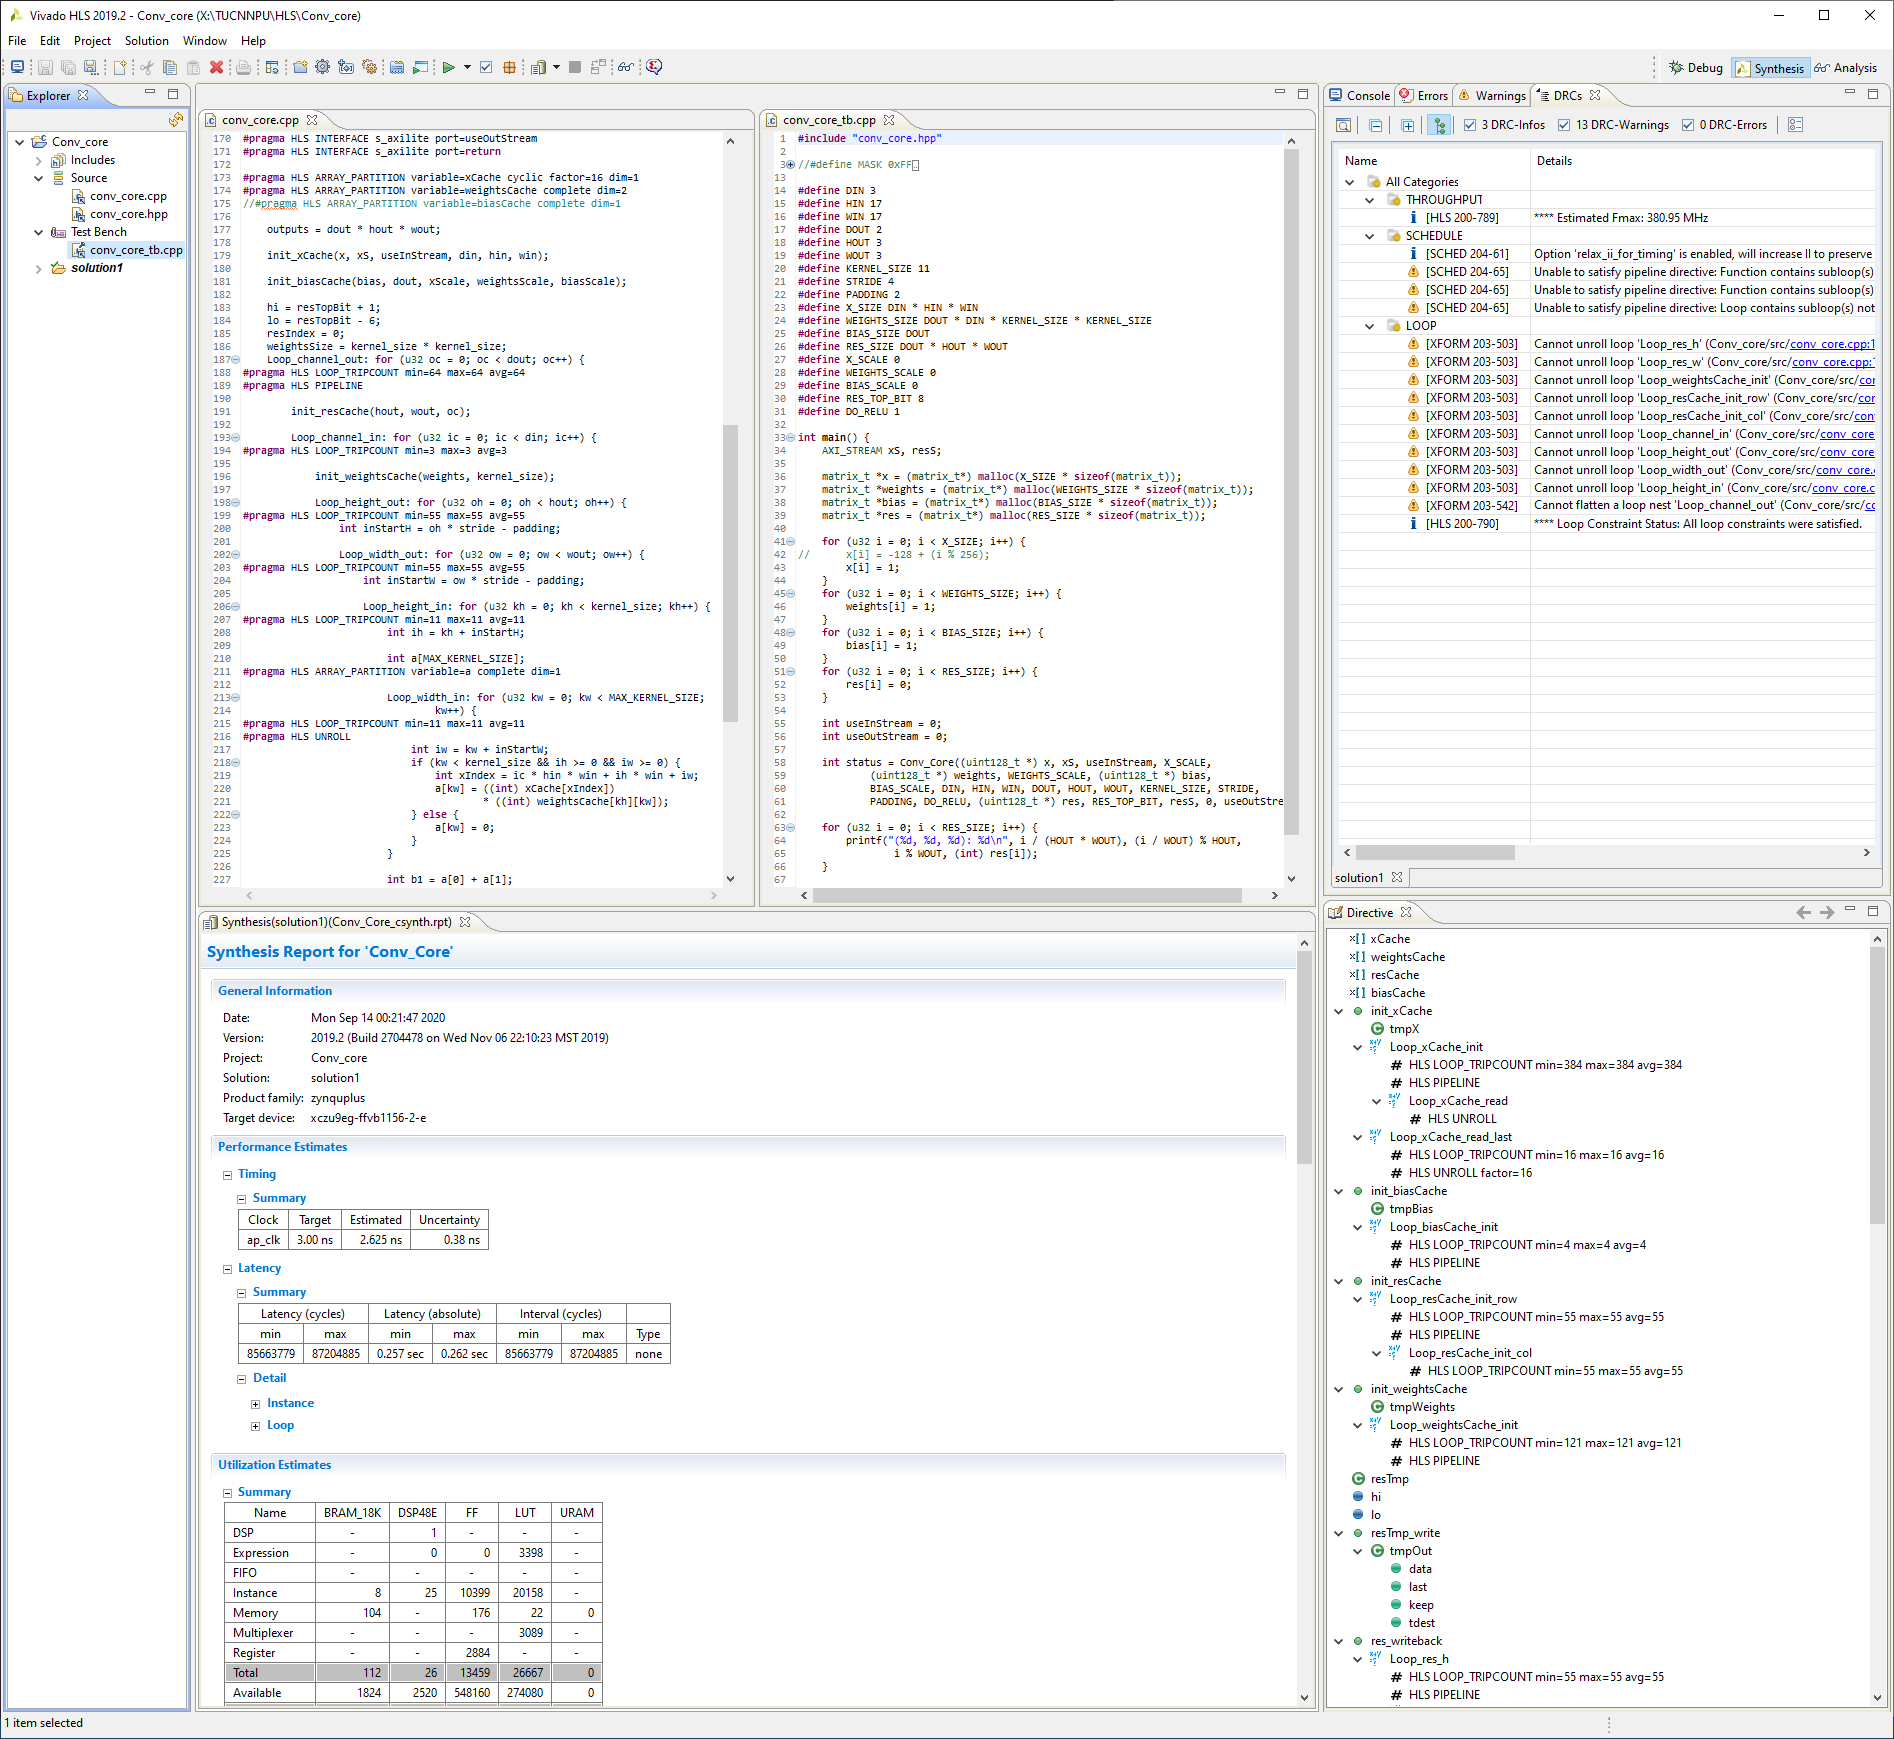 Vivado HLS 2019.2 - Conv_core (X:\TUCNNPU\HLS\Conv_core)
File Edit Project Solution Window Help
Debug Synthesis Analysis
Explorer
Conv_core
Includes
Source
conv_core.cpp
conv_core.hpp
Test Bench
conv_core_tb.cpp
solution1
conv_core.cpp
170 #pragma HLS INTERFACE s_axilite port=useOutStream
171 #pragma HLS INTERFACE s_axilite port=return
172
173 #pragma HLS ARRAY_PARTITION variable=xCache cyclic factor=16 dim=1
174 #pragma HLS ARRAY_PARTITION variable=weightsCache complete dim=2
175 //#pragma HLS ARRAY_PARTITION variable=biasCache complete dim=1
176
177 outputs = dout * hout * wout;
178
179 init_xCache(x, xS, useInStream, din, hin, win);
180
181 init_biasCache(bias, dout, xScale, weightsScale, biasScale);
182
183 hi = resTopBit + 1;
184 lo = resTopBit - 6;
185 resIndex = 0;
186 weightsSize = kernel_size * kernel_size;
187 Loop_channel_out: for (u32 oc = 0; oc < dout; oc++) {
188 #pragma HLS LOOP_TRIPCOUNT min=64 max=64 avg=64
189 #pragma HLS PIPELINE
190
191 init_resCache(hout, wout, oc);
192
193 Loop_channel_in: for (u32 ic = 0; ic < din; ic++) {
194 #pragma HLS LOOP_TRIPCOUNT min=3 max=3 avg=3
195
196 init_weightsCache(weights, kernel_size);
197
198 Loop_height_out: for (u32 oh = 0; oh < hout; oh++) {
199 #pragma HLS LOOP_TRIPCOUNT min=55 max=55 avg=55
200 int inStartH = oh * stride - padding;
201
202 Loop_width_out: for (u32 ow = 0; ow < wout; ow++) {
203 #pragma HLS LOOP_TRIPCOUNT min=55 max=55 avg=55
204 int inStartW = ow * stride - padding;
205
206 Loop_height_in: for (u32 kh = 0; kh < kernel_size; kh++) {
207 #pragma HLS LOOP_TRIPCOUNT min=11 max=11 avg=11
208 int ih = kh + inStartH;
209
210 int a[MAX_KERNEL_SIZE];
211 #pragma HLS ARRAY_PARTITION variable=a complete dim=1
212
213 Loop_width_in: for (u32 kw = 0; kw < MAX_KERNEL_SIZE;
214 kw++) {
215 #pragma HLS LOOP_TRIPCOUNT min=11 max=11 avg=11
216 #pragma HLS UNROLL
217 int iw = kw + inStartW;
218 if (kw < kernel_size && ih >= 0 && iw >= 0) {
219 int xIndex = ic * hin * win + ih * win + iw;
220 a[kw] = ((int) xCache[xIndex])
221 * ((int) weightsCache[kh][kw]);
222 } else {
223 a[kw] = 0;
224 }
225 }
226
227 int b1 = a[0] + a[1];
conv_core_tb.cpp
1 #include "conv_core.hpp"
2
3 //#define MASK 0xFF
13
14 #define DIN 3
15 #define HIN 17
16 #define WIN 17
17 #define DOUT 2
18 #define HOUT 3
19 #define WOUT 3
20 #define KERNEL_SIZE 11
21 #define STRIDE 4
22 #define PADDING 2
23 #define X_SIZE DIN * HIN * WIN
24 #define WEIGHTS_SIZE DOUT * DIN * KERNEL_SIZE * KERNEL_SIZE
25 #define BIAS_SIZE DOUT
26 #define RES_SIZE DOUT * HOUT * WOUT
27 #define X_SCALE 0
28 #define WEIGHTS_SCALE 0
29 #define BIAS_SCALE 0
30 #define RES_TOP_BIT 8
31 #define DO_RELU 1
32
33 int main() {
34 AXI_STREAM xS, resS;
35
36 matrix_t *x = (matrix_t*) malloc(X_SIZE * sizeof(matrix_t));
37 matrix_t *weights = (matrix_t*) malloc(WEIGHTS_SIZE * sizeof(matrix_t));
38 matrix_t *bias = (matrix_t*) malloc(BIAS_SIZE * sizeof(matrix_t));
39 matrix_t *res = (matrix_t*) malloc(RES_SIZE * sizeof(matrix_t));
40
41 for (u32 i = 0; i < X_SIZE; i++) {
42 // x[i] = -128 + (i % 256);
43 x[i] = 1;
44 }
45 for (u32 i = 0; i < WEIGHTS_SIZE; i++) {
46 weights[i] = 1;
47 }
48 for (u32 i = 0; i < BIAS_SIZE; i++) {
49 bias[i] = 1;
50 }
51 for (u32 i = 0; i < RES_SIZE; i++) {
52 res[i] = 0;
53 }
54
55 int useInStream = 0;
56 int useOutStream = 0;
57
58 int status = Conv_Core((uint128_t *) x, xS, useInStream, X_SCALE,
59 (uint128_t *) weights, WEIGHTS_SCALE, (uint128_t *) bias,
60 BIAS_SCALE, DIN, HIN, WIN, DOUT, HOUT, WOUT, KERNEL_SIZE, STRIDE,
61 PADDING, DO_RELU, (uint128_t *) res, RES_TOP_BIT, resS, 0, useOutStre
62
63 for (u32 i = 0; i < RES_SIZE; i++) {
64 printf("(%d, %d, %d): %d\n", i / (HOUT * WOUT), (i / WOUT) % HOUT,
65 i % WOUT, (int) res[i]);
66 }
67
Console Errors Warnings DRCs
3 DRC-Infos 13 DRC-Warnings 0 DRC-Errors
Name Details
All Categories
THROUGHPUT
[HLS 200-789] **** Estimated Fmax: 380.95 MHz
SCHEDULE
[SCHED 204-61] Option 'relax_ii_for_timing' is enabled, will increase II to preserve
[SCHED 204-65] Unable to satisfy pipeline directive: Function contains subloop(s)
[SCHED 204-65] Unable to satisfy pipeline directive: Function contains subloop(s)
[SCHED 204-65] Unable to satisfy pipeline directive: Loop contains subloop(s) not
LOOP
[XFORM 203-503] Cannot unroll loop 'Loop_res_h' (Conv_core/src/conv_core.cpp:1
[XFORM 203-503] Cannot unroll loop 'Loop_res_w' (Conv_core/src/conv_core.cpp:
[XFORM 203-503] Cannot unroll loop 'Loop_weightsCache_init' (Conv_core/src/cor
[XFORM 203-503] Cannot unroll loop 'Loop_resCache_init_row' (Conv_core/src/co
[XFORM 203-503] Cannot unroll loop 'Loop_resCache_init_col' (Conv_core/src/con
[XFORM 203-503] Cannot unroll loop 'Loop_channel_in' (Conv_core/src/conv_core
[XFORM 203-503] Cannot unroll loop 'Loop_height_out' (Conv_core/src/conv_core
[XFORM 203-503] Cannot unroll loop 'Loop_width_out' (Conv_core/src/conv_core.
[XFORM 203-503] Cannot unroll loop 'Loop_height_in' (Conv_core/src/conv_core.c
[XFORM 203-542] Cannot flatten a loop nest 'Loop_channel_out' (Conv_core/src/co
[HLS 200-790] **** Loop Constraint Status: All loop constraints were satisfied.
solution1
Synthesis(solution1)(Conv_Core_csynth.rpt)
Synthesis Report for 'Conv_Core'
General Information
Date: Mon Sep 14 00:21:47 2020
Version: 2019.2 (Build 2704478 on Wed Nov 06 22:10:23 MST 2019)
Project: Conv_core
Solution: solution1
Product family: zynquplus
Target device: xczu9eg-ffvb1156-2-e
Performance Estimates
Timing
Summary
Clock Target Estimated Uncertainty
ap_clk 3.00 ns 2.625 ns 0.38 ns
Latency
Summary
Latency (cycles) Latency (absolute) Interval (cycles)
min max min max min max Type
85663779 87204885 0.257 sec 0.262 sec 85663779 87204885 none
Detail
Instance
Loop
Utilization Estimates
Summary
Name BRAM_18K DSP48E FF LUT URAM
DSP - 1 - - -
Expression - 0 0 3398 -
FIFO - - - - -
Instance 8 25 10399 20158 -
Memory 104 - 176 22 0
Multiplexer - - - 3089 -
Register - - 2884 - -
Total 112 26 13459 26667 0
Available 1824 2520 548160 274080 0
Directive
xCache
weightsCache
resCache
biasCache
init_xCache
tmpX
Loop_xCache_init
# HLS LOOP_TRIPCOUNT min=384 max=384 avg=384
# HLS PIPELINE
Loop_xCache_read
# HLS UNROLL
Loop_xCache_read_last
# HLS LOOP_TRIPCOUNT min=16 max=16 avg=16
# HLS UNROLL factor=16
init_biasCache
tmpBias
Loop_biasCache_init
# HLS LOOP_TRIPCOUNT min=4 max=4 avg=4
# HLS PIPELINE
init_resCache
Loop_resCache_init_row
# HLS LOOP_TRIPCOUNT min=55 max=55 avg=55
# HLS PIPELINE
Loop_resCache_init_col
# HLS LOOP_TRIPCOUNT min=55 max=55 avg=55
init_weightsCache
tmpWeights
Loop_weightsCache_init
# HLS LOOP_TRIPCOUNT min=121 max=121 avg=121
# HLS PIPELINE
resTmp
hi
lo
resTmp_write
tmpOut
data
last
keep
tdest
res_writeback
Loop_res_h
# HLS LOOP_TRIPCOUNT min=55 max=55 avg=55
# HLS PIPELINE
1 item selected